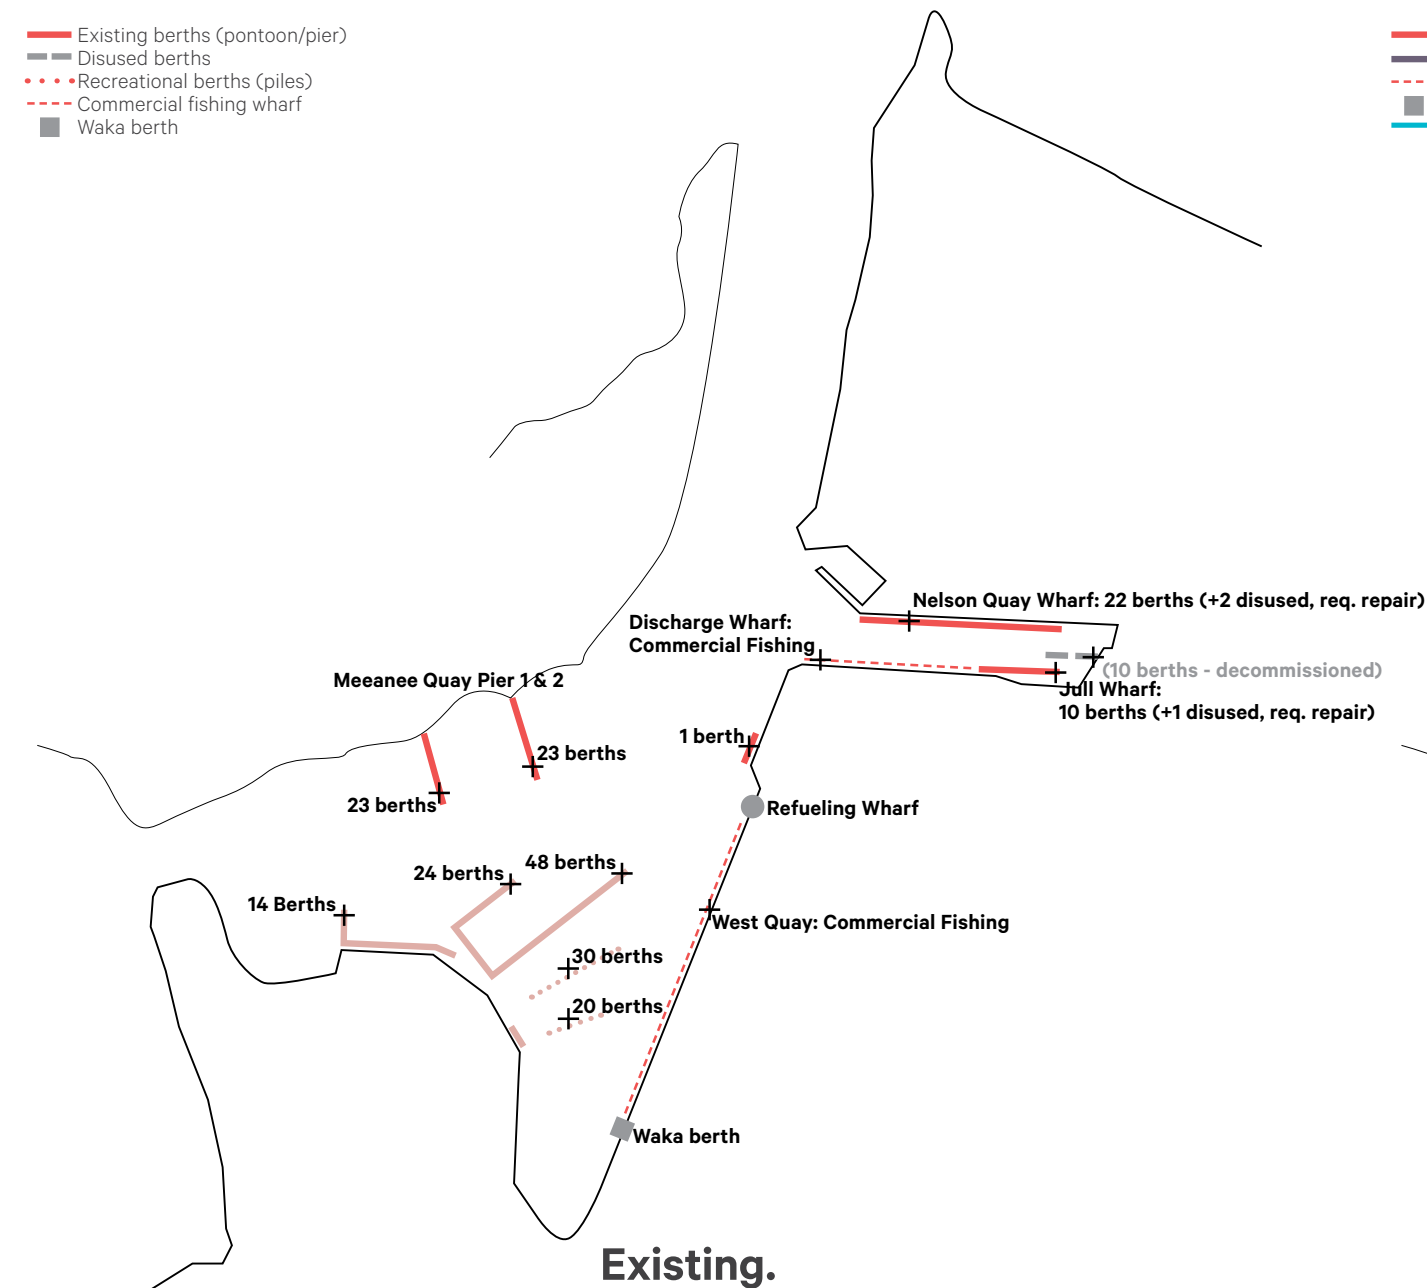 Existing berths (pontoon/pier)
Disused berths
Recreational berths (piles)
Commercial fishing wharf
Waka berth
Nelson Quay Wharf: 22 berths (+2 disused, req. repair)
Discharge Wharf:
Commercial Fishing
(10 berths - decommissioned)
Jull Wharf:
10 berths (+1 disused, req. repair)
Meeanee Quay Pier 1 & 2
1 berth
23 berths
23 berths
Refueling Wharf
48 berths
24 berths
14 Berths
West Quay: Commercial Fishing
30 berths
20 berths
Waka berth
Existing.